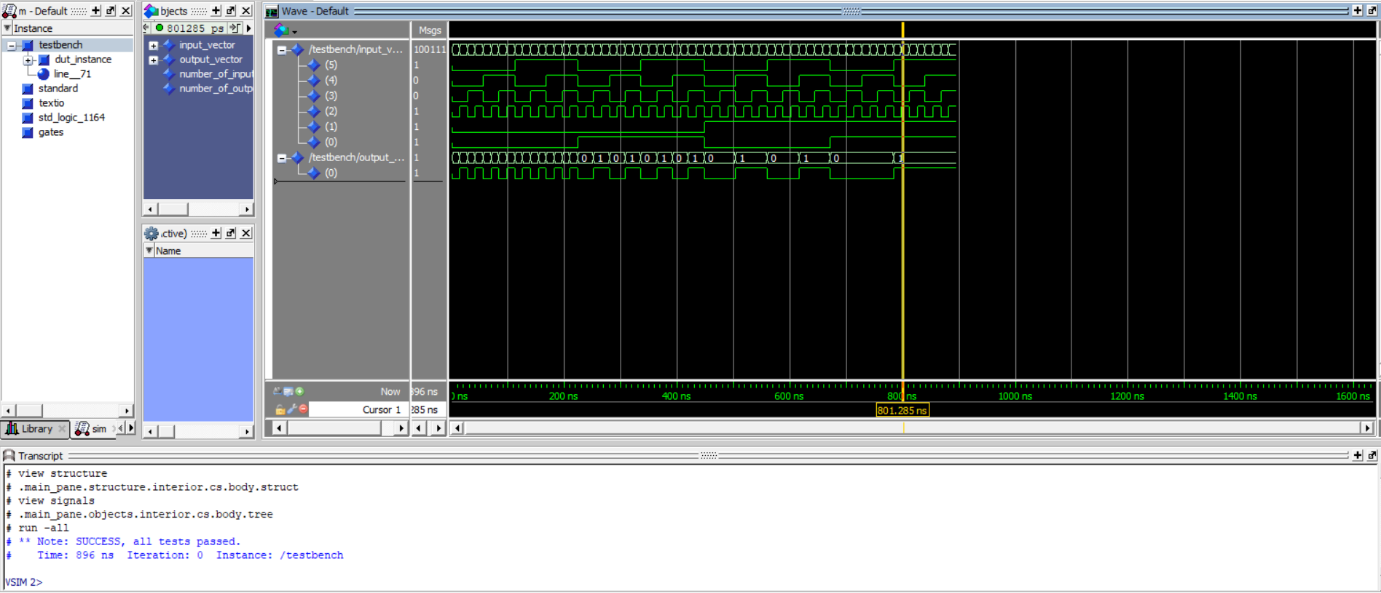 m - Default
Instance
testbench
dut_instance
line__71
standard
textio
std_logic_1164
gates
Library
sim
bjects
801285 ps
input_vector
output_vector
number_of_input
number_of_outp
.ctive)
Name
Wave - Default
Msgs
/testbench/input_v... 100111
(5) 1
(4) 0
(3) 0
(2) 1
(1) 1
(0) 1
/testbench/output_... 1 0 1 0 1 0 1 0 1 0 1 0 1 0 1
(0) 1
Now 896 ns
Cursor 1 285 ns
0 ns 200 ns 400 ns 600 ns 800 ns 1000 ns 1200 ns 1400 ns 1600 ns
801.285 ns
Transcript
# view structure
# .main_pane.structure.interior.cs.body.struct
# view signals
# .main_pane.objects.interior.cs.body.tree
# run -all
# ** Note: SUCCESS, all tests passed.
# Time: 896 ns Iteration: 0 Instance: /testbench
VSIM 2>